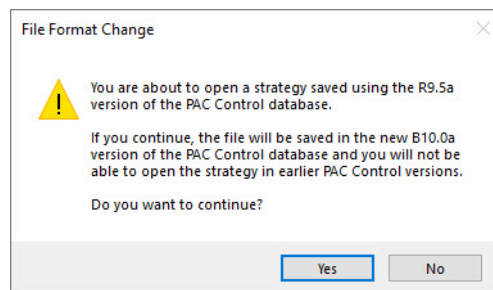 File Format Change
You are about to open a strategy saved using the R9.5a
version of the PAC Control database.
If you continue, the file will be saved in the new B10.0a
version of the PAC Control database and you will not be
able to open the strategy in earlier PAC Control versions.
Do you want to continue?
Yes No